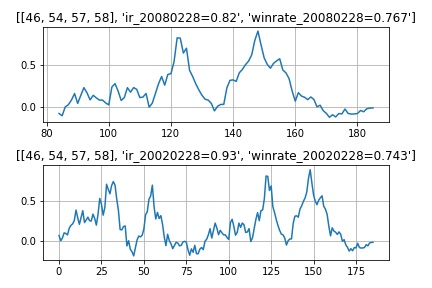 [[46, 54, 57, 58], 'ir_20080228=0.82', 'winrate_20080228=0.767']
0.5
0.0
80 100 120 140 160 180
[[46, 54, 57, 58], 'ir_20020228=0.93', 'winrate_20020228=0.743']
0.5
0.0
0 25 50 75 100 125 150 175